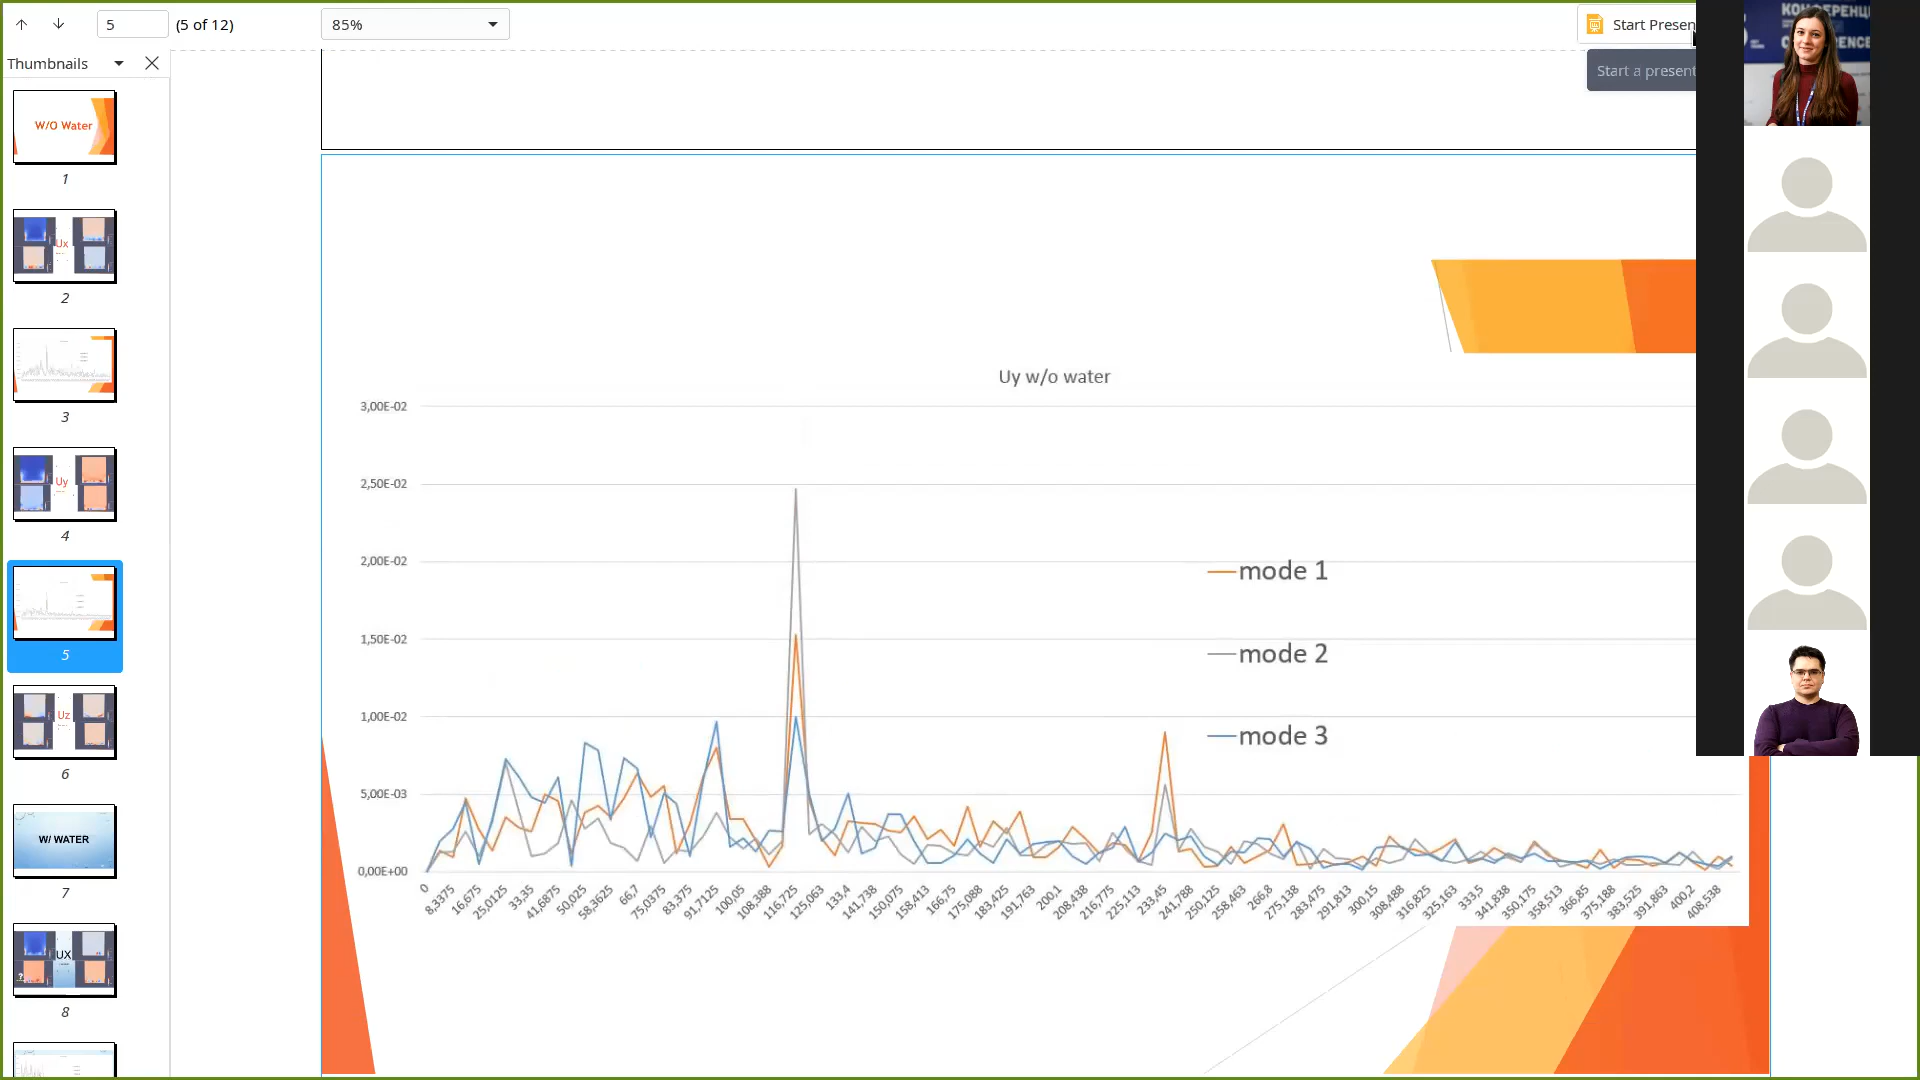 5
(5 of 12)
85%
Start Presen
Start a present
Thumbnails
W/O Water
1
Ux
2
3
Uy
4
5
Uz
6
W/ WATER
7
UX
8
Uy w/o water
3,00E-02
2,50E-02
2,00E-02
1,50E-02
1,00E-02
5,00E-03
0,00E+00
mode 1
mode 2
mode 3
0
8,3375
16,675
25,0125
33,35
41,6875
50,025
58,3625
66,7
75,0375
83,375
91,7125
100,05
108,388
116,725
125,063
133,4
141,738
150,075
158,413
166,75
175,088
183,425
191,763
200,1
208,438
216,775
225,113
233,45
241,788
250,125
258,463
266,8
275,138
283,475
291,813
300,15
308,488
316,825
325,163
333,5
341,838
350,175
358,513
366,85
375,188
383,525
391,863
400,2
408,538
КОНФЕРЕНЦ